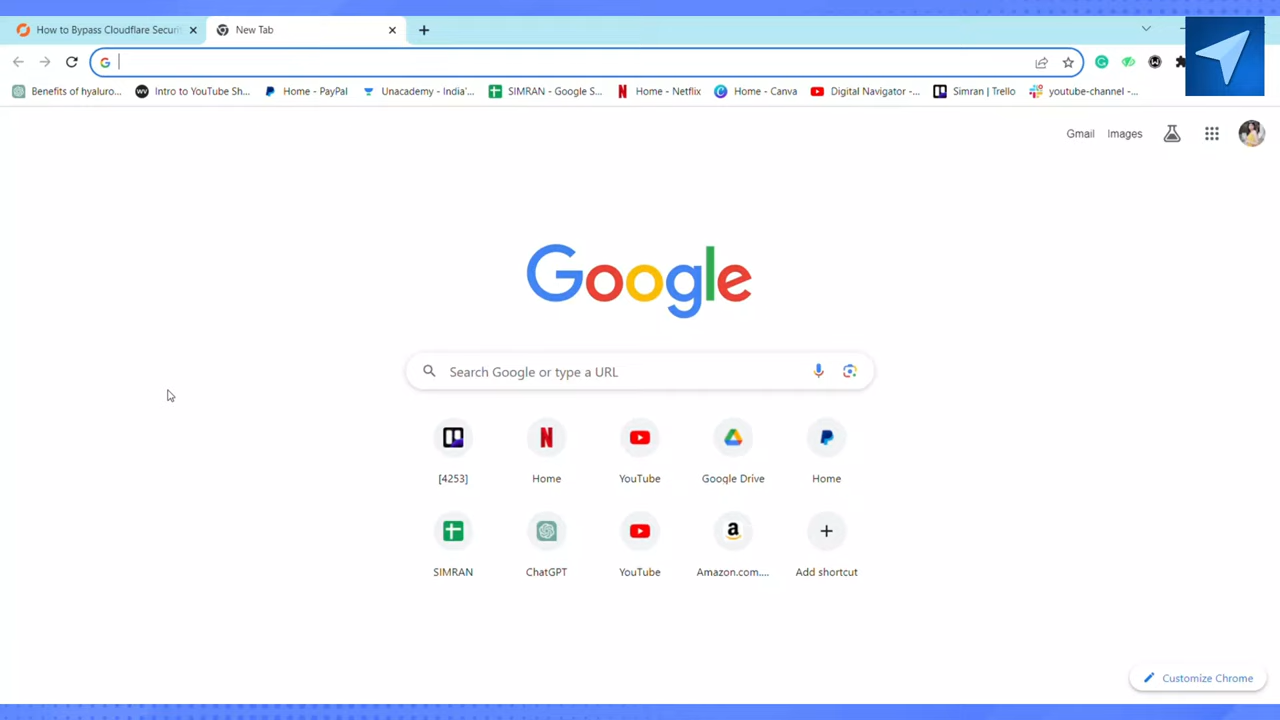 How to Bypass Cloudflare Securi
New Tab
Benefits of hyaluro...
Intro to YouTube Sh...
Home - PayPal
Unacademy - India'...
SIMRAN - Google S...
Home - Netflix
Home - Canva
Digital Navigator -...
Simran | Trello
youtube-channel -...
Gmail
Images
Google
Search Google or type a URL
[4253]
Home
YouTube
Google Drive
Home
SIMRAN
ChatGPT
YouTube
Amazon.com....
Add shortcut
Customize Chrome